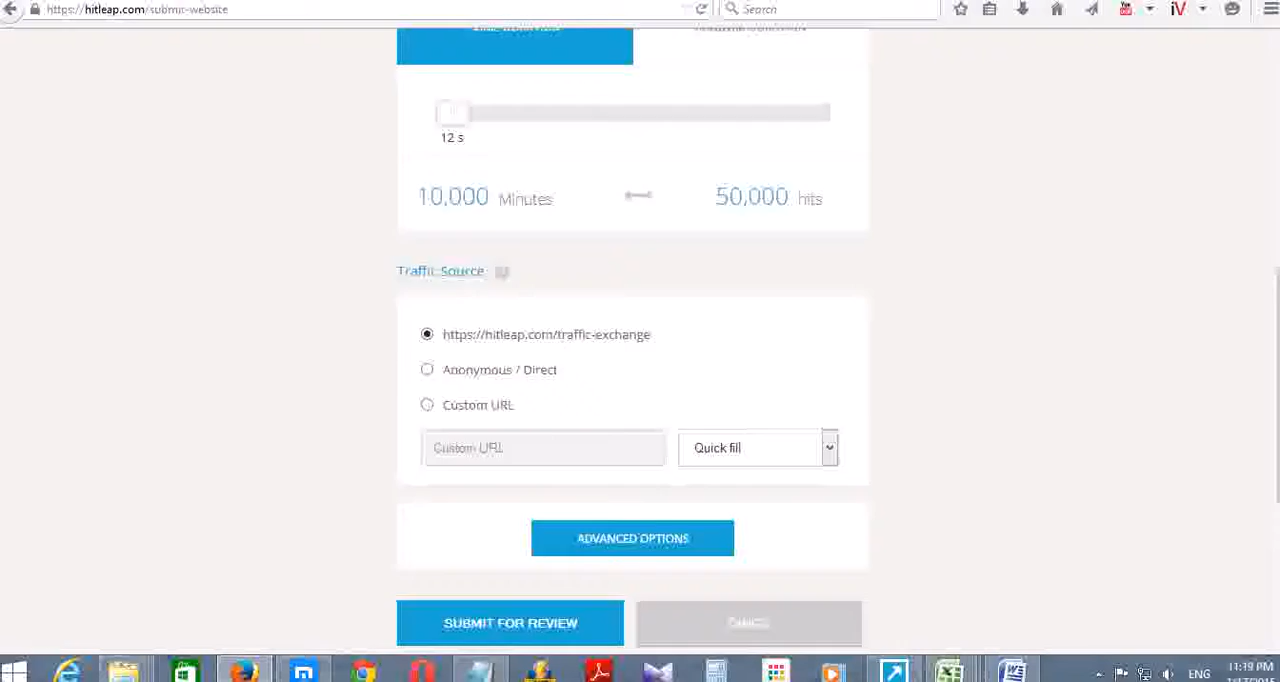 https://hitleap.com/submit-website
Search
12 s
10,000 Minutes
50,000 hits
Traffic Source
https://hitleap.com/traffic-exchange
Anonymous / Direct
Custom URL
Custom URL
Quick fill
ADVANCED OPTIONS
SUBMIT FOR REVIEW
ENG
11:19 PM